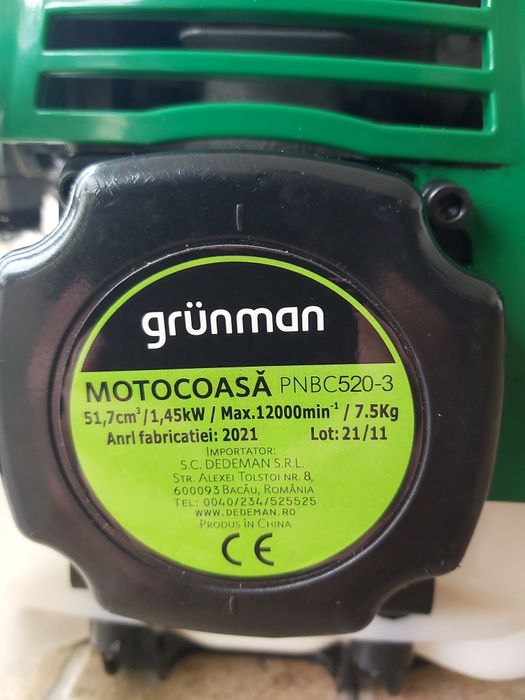 grünman
MOTOCOASĂ PNBC520-3
51,7cm³/1,45kW / Max.12000min⁻¹ / 7.5Kg
Anrl fabricatiei: 2021 Lot: 21/11
IMPORTATOR:
S.C. DEDEMAN S.R.L.
STR. ALEXEI TOLSTOI NR. 8,
600093 BACĂU, ROMÂNIA
TEL: 0040/234/525525
WWW.DEDEMAN.RO
PRODUS ÎN CHINA
CE